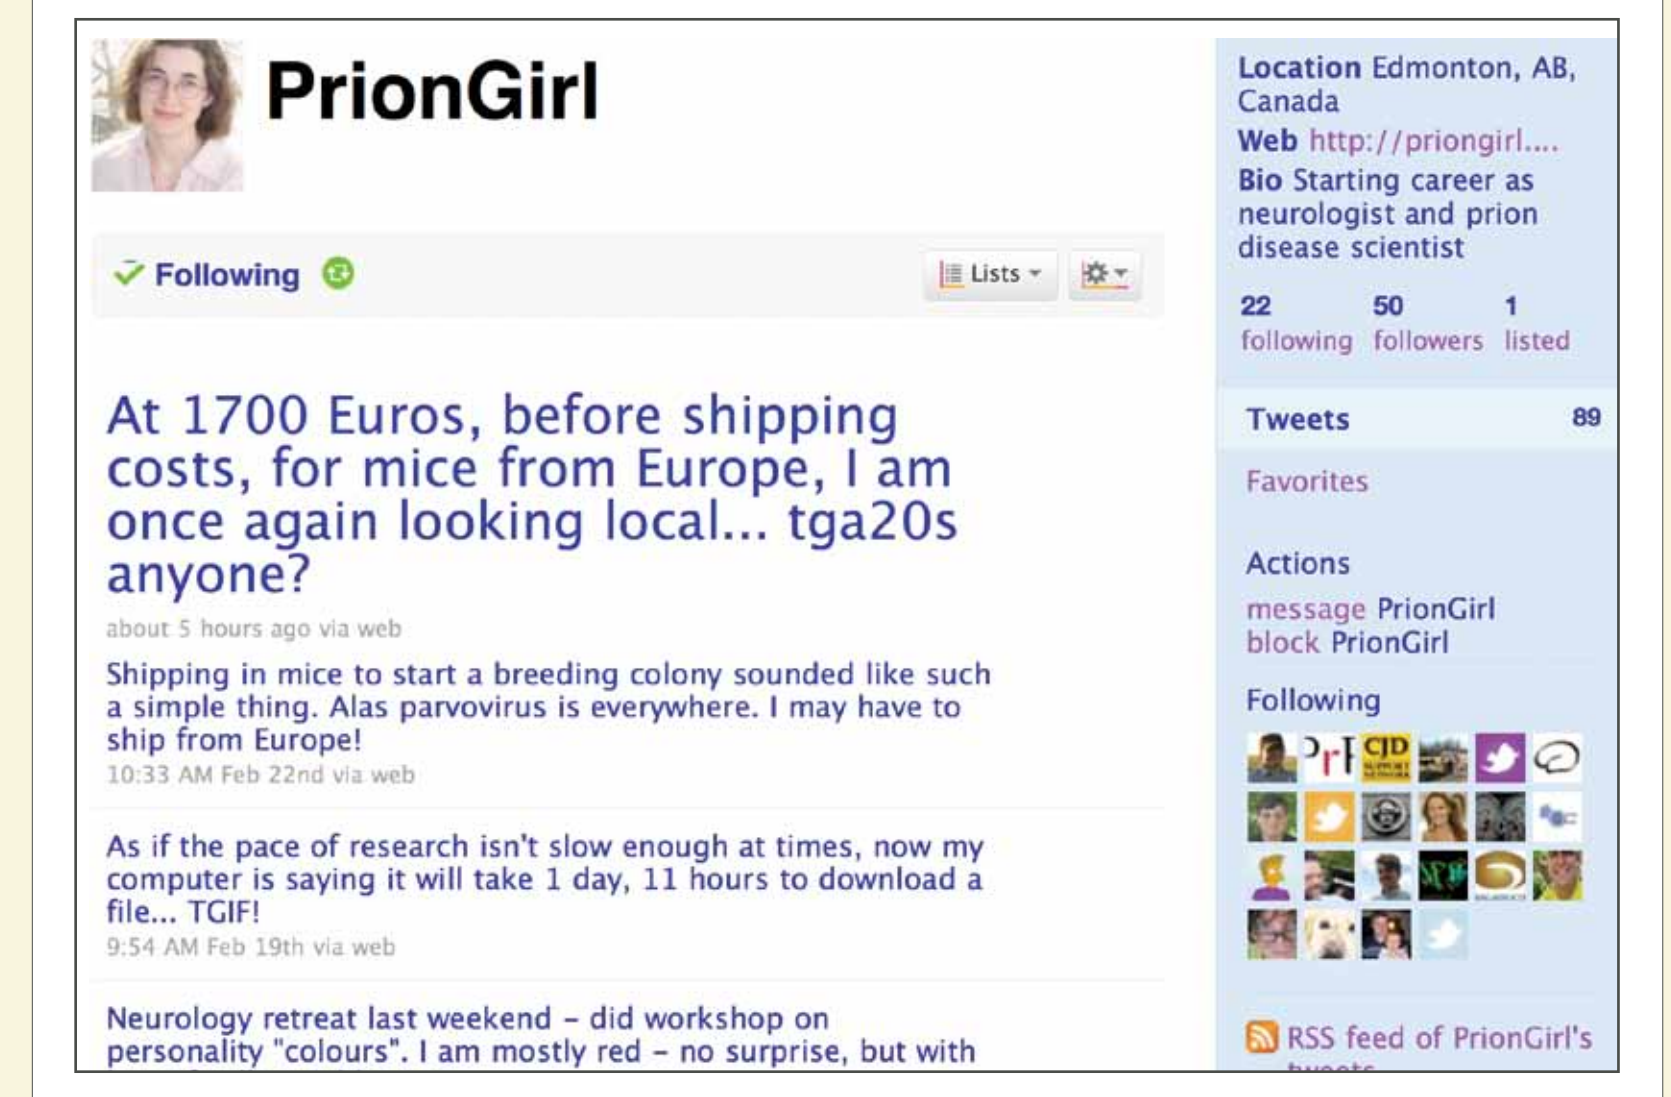 PrionGirl
Following
Lists
At 1700 Euros, before shipping
costs, for mice from Europe, I am
once again looking local... tga20s
anyone?
about 5 hours ago via web
Shipping in mice to start a breeding colony sounded like such
a simple thing. Alas parvovirus is everywhere. I may have to
ship from Europe!
10:33 AM Feb 22nd via web
As if the pace of research isn't slow enough at times, now my
computer is saying it will take 1 day, 11 hours to download a
file... TGIF!
9:54 AM Feb 19th via web
Neurology retreat last weekend – did workshop on
personality "colours". I am mostly red – no surprise, but with
Location Edmonton, AB,
Canada
Web http://priongirl....
Bio Starting career as
neurologist and prion
disease scientist
22 50 1
following followers listed
Tweets 89
Favorites
Actions
message PrionGirl
block PrionGirl
Following
PrP
CJD
SUPPORT
NETWORK
RSS feed of PrionGirl's
tweets